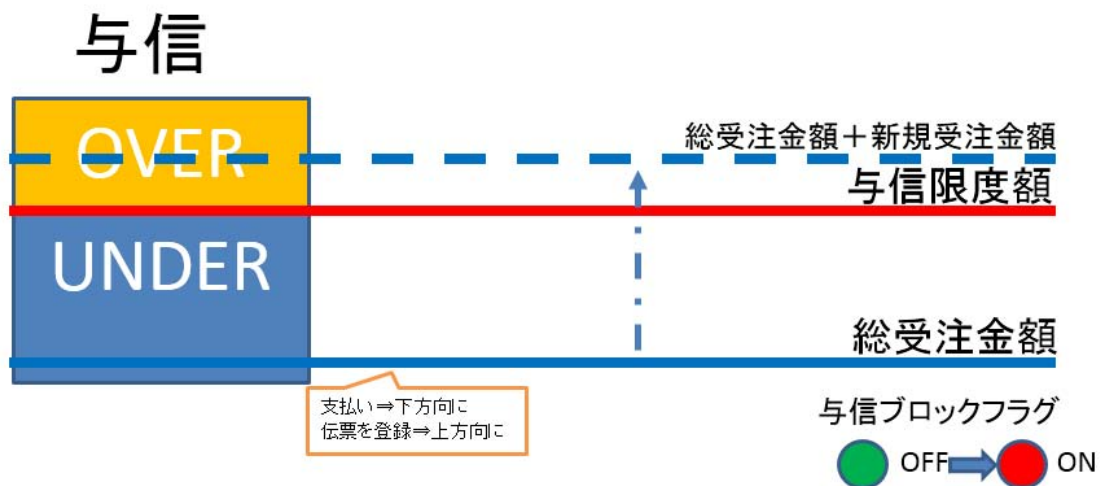 与信
OVER
総受注金額＋新規受注金額
与信限度額
UNDER
総受注金額
支払い⇒下方向に
伝票を登録⇒上方向に
与信ブロックフラグ
OFF ON